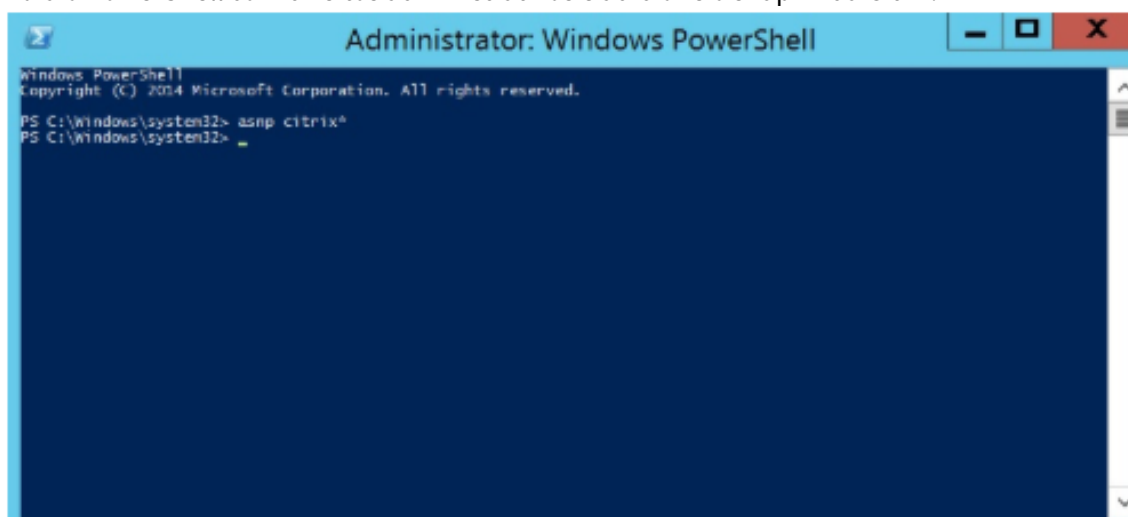 Administrator: Windows PowerShell
Windows PowerShell
Copyright (C) 2014 Microsoft Corporation. All rights reserved.
PS C:\Windows\system32> asnp citrix*
PS C:\Windows\system32> _